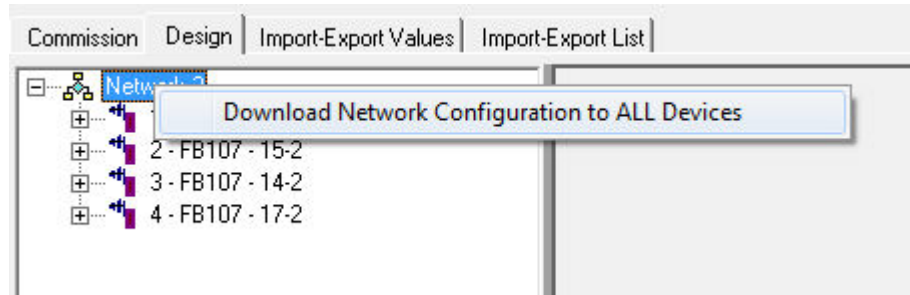 Commission Design Import-Export Values Import-Export List
Download Network Configuration to ALL Devices
2 - FB107 - 15-2
3 - FB107 - 14-2
4 - FB107 - 17-2